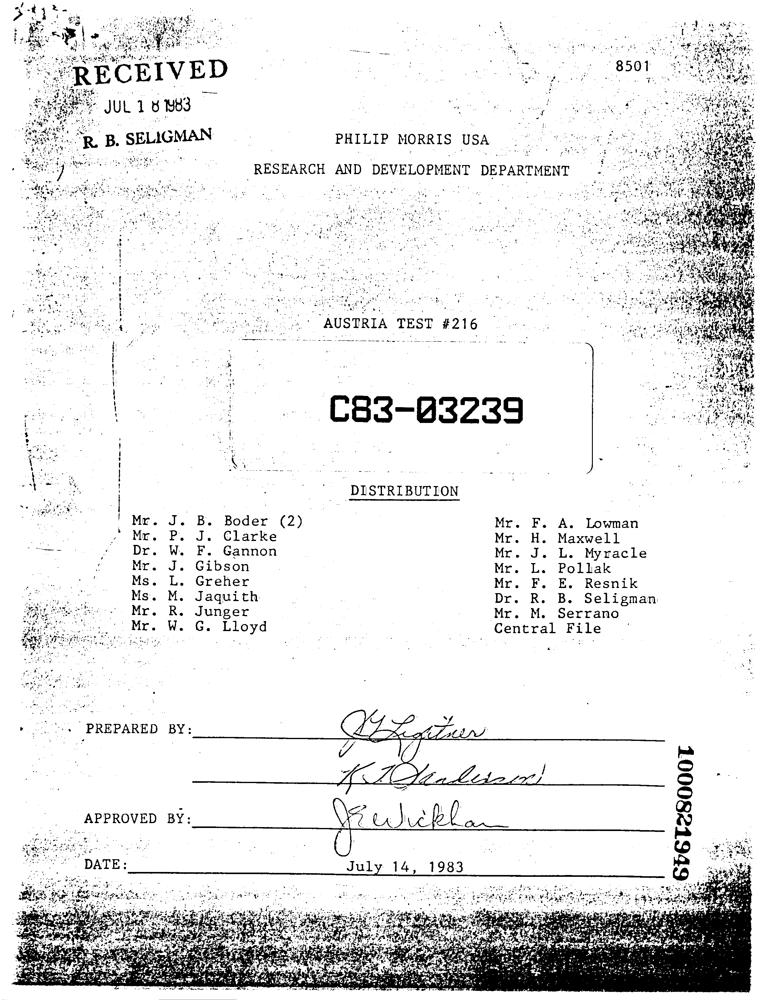 RECEIVED
8501
JUL 18 1983
R. B. SELIGMAN
PHILIP MORRIS USA
RESEARCH AND DEVELOPMENT DEPARTMENT
AUSTRIA TEST #216
C83-03239
DISTRIBUTION
Mr. J. B. Boder (2)
Mr. P. J. Clarke
Dr. W. F. Gannon
Mr. J. Gibson
Ms. L. Greher
Ms. M. Jaquith
Mr. R. Junger
Mr. W. G. Lloyd
Mr. F. A. Lowman
Mr. H. Maxwell
Mr. J. L. Myracle
Mr. L. Pollak
Mr. F. E. Resnik
Dr. R. B. Seligman
Mr. M. Serrano
Central File
PREPARED BY:
APPROVED BY: J E Wickham
DATE: July 14, 1983
1000821949